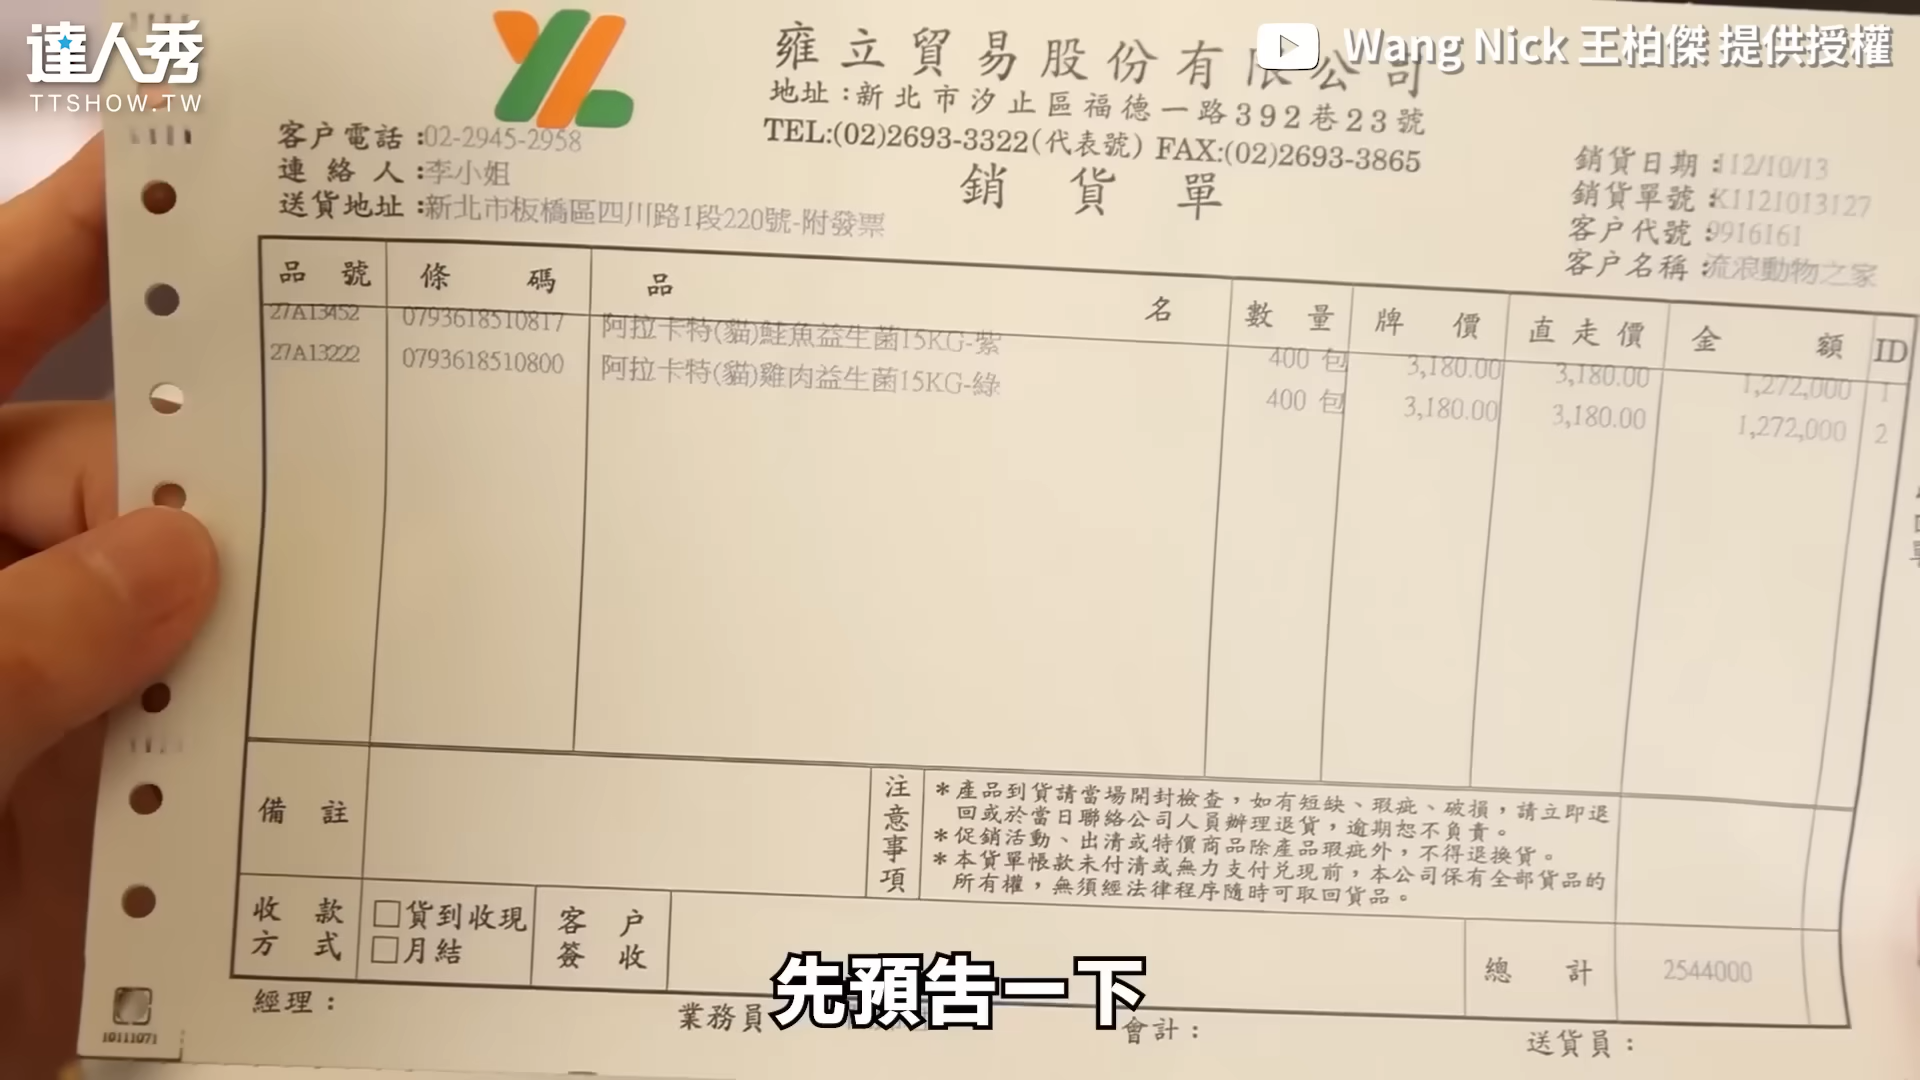 達人秀
TTSHOW.TW
Wang Nick 王柏傑 提供授權
雍立貿易股份有限公司
地址:新北市汐止區福德一路392巷23號
TEL:(02)2693-3322(代表號) FAX:(02)2693-3865
銷貨單
客户電話:02-2945-2958
連絡人:李小姐
送貨地址:新北市板橋區四川路1段220號-附發票
銷貨日期:112/10/13
銷貨單號:K1121013127
客户代號:9916161
客户名稱:流浪動物之家
品號 條碼 品名 數量 牌價 直走價 金額 ID
27A13452 0793618510817 阿拉卡特(貓)鮭魚益生菌15KG-紫 400 包 3,180.00 3,180.00 1,272,000 1
27A13222 0793618510800 阿拉卡特(貓)雞肉益生菌15KG-綠 400 包 3,180.00 3,180.00 1,272,000 2
備註
注意事項
*產品到貨請當場開封檢查，如有短缺、瑕疵、破損，請立即退
回或於當日聯絡公司人員辦理退貨，逾期恕不負責。
*促銷活動、出清或特價商品除產品瑕疵外，不得退換貨。
*本貨單帳款未付清或無力支付兌現前，本公司保有全部貨品的
所有權，無須經法律程序隨時可取回貨品。
收款方式
□貨到收現
□月結
客户簽收
總計 2544000
經理：
業務員
會計：
送貨員：
10111071
先預告一下